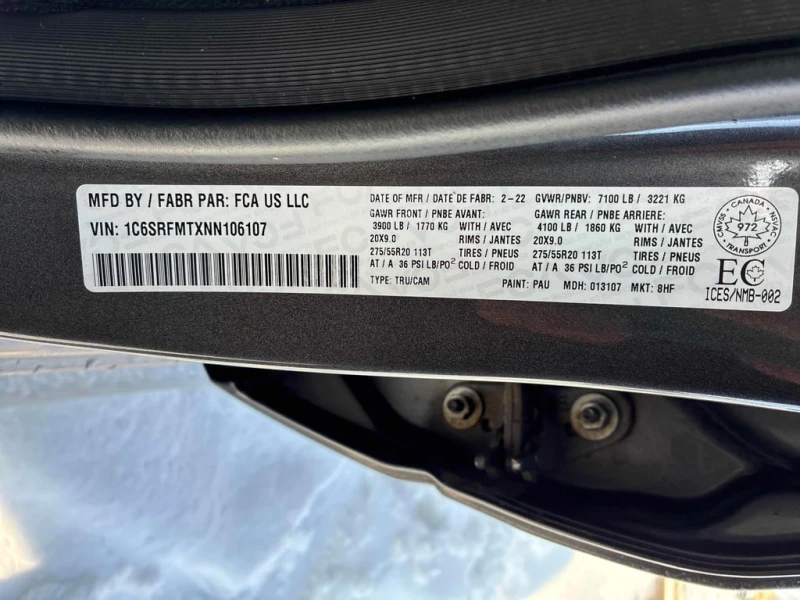 MFD BY / FABR PAR: FCA US LLC
VIN: 1C6SRFMTXNN106107
DATE OF MFR / DATE DE FABR: 2-22 GVWR/PNBV: 7100 LB / 3221 KG
GAWR FRONT / PNBE AVANT: GAWR REAR / PNBE ARRIERE:
3900 LB / 1770 KG WITH / AVEC 4100 LB / 1860 KG WITH / AVEC
20X9.0 RIMS / JANTES 20X9.0 RIMS / JANTES
275/55R20 113T TIRES / PNEUS 275/55R20 113T TIRES / PNEUS
AT / A 36 PSI LB/PO² COLD / FROID AT / A 36 PSI LB/PO² COLD / FROID
TYPE: TRU/CAM PAINT: PAU MDH: 013107 MKT: 8HF
CANADA
CMVSS 972 NSVAC
TRANSPORT
EC
ICES/NMB-002